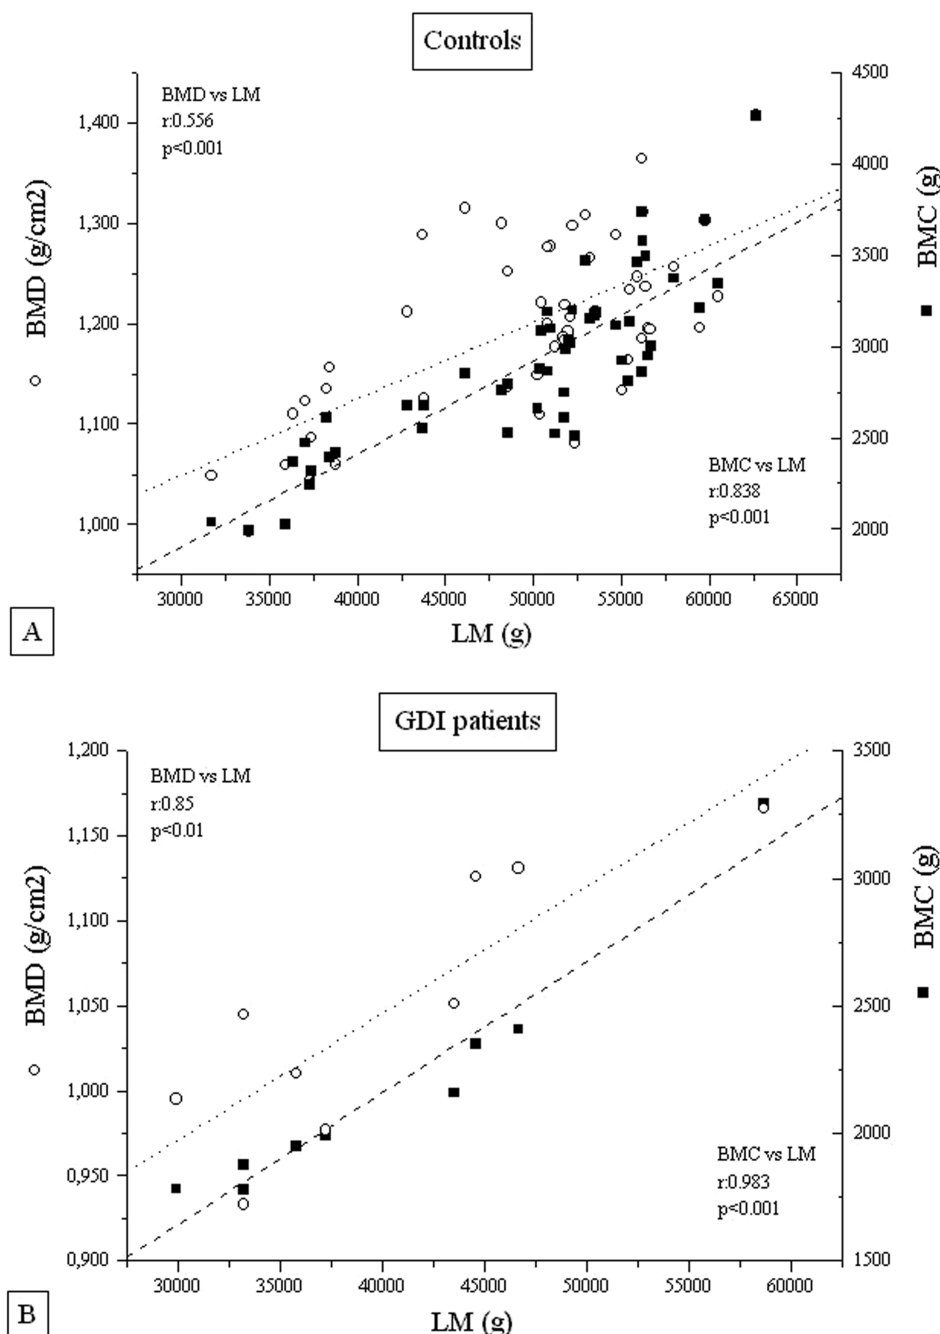 Controls
BMD vs LM
r:0.556
p<0.001
BMC vs LM
r:0.838
p<0.001
1,400
1,300
1,200
1,100
1,000
BMD (g/cm2)
4500
4000
3500
3000
2500
2000
BMC (g)
30000 35000 40000 45000 50000 55000 60000 65000
LM (g)
A
GDI patients
BMD vs LM
r:0.85
p<0.01
BMC vs LM
r:0.983
p<0.001
1,200
1,150
1,100
1,050
1,000
0,950
0,900
BMD (g/cm2)
3500
3000
2500
2000
1500
BMC (g)
30000 35000 40000 45000 50000 55000 60000
LM (g)
B